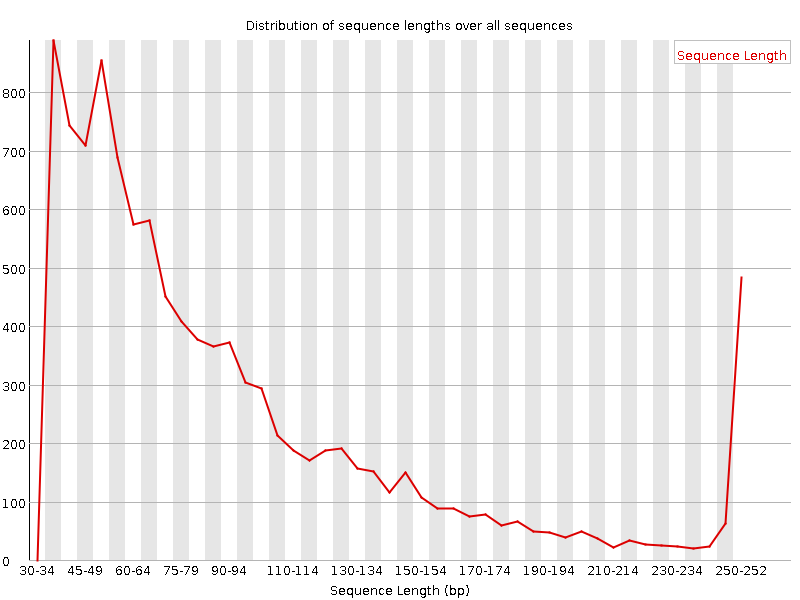 Distribution of sequence lengths over all sequences
Sequence Length
800
700
600
500
400
300
200
100
0
30-34 45-49 60-64 75-79 90-94 110-114 130-134 150-154 170-174 190-194 210-214 230-234 250-252
Sequence Length (bp)